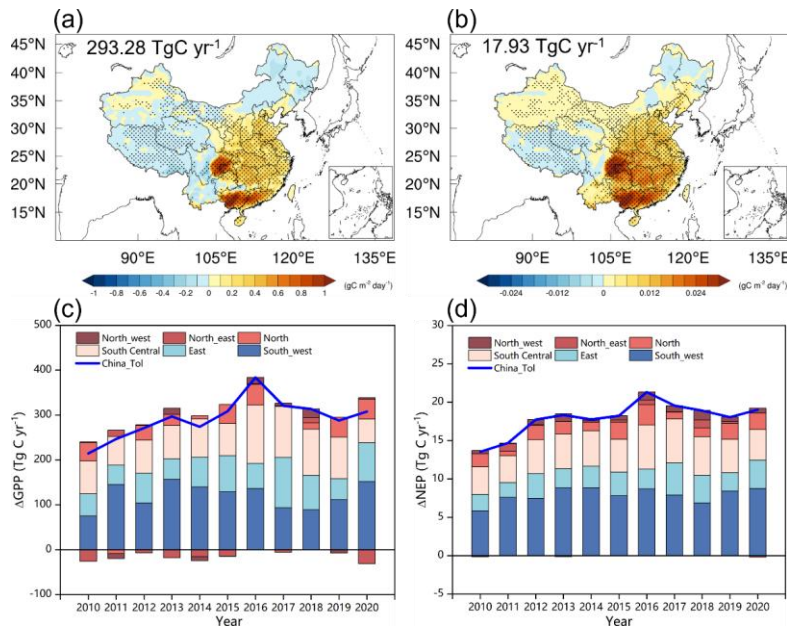 (a)
293.28 TgC yr⁻¹
45°N
40°N
35°N
30°N
25°N
20°N
15°N
90°E 105°E 120°E 135°E
-1 -0.8 -0.6 -0.4 -0.2 0 0.2 0.4 0.6 0.8 1 (gC m⁻² day⁻¹)
(b)
17.93 TgC yr⁻¹
45°N
40°N
35°N
30°N
25°N
20°N
15°N
90°E 105°E 120°E 135°E
-0.024 -0.012 0 0.012 0.024 (gC m⁻² day⁻¹)
(c)
North_west North_east North
South Central East South_west
China_Tol
500
400
300
200
100
0
-100
ΔGPP (Tg C yr⁻¹)
2010 2011 2012 2013 2014 2015 2016 2017 2018 2019 2020
Year
(d)
North_west North_east North
South Central East South_west
China_Tol
30
25
20
15
10
5
0
-5
ΔNEP (Tg C yr⁻¹)
2010 2011 2012 2013 2014 2015 2016 2017 2018 2019 2020
Year